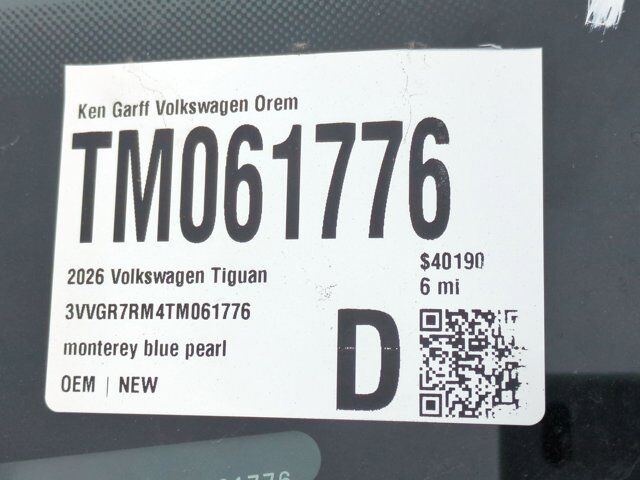 Ken Garff Volkswagen Orem
TM061776
2026 Volkswagen Tiguan
$40190
6 mi
3VVGR7RM4TM061776
monterey blue pearl
D
OEM | NEW